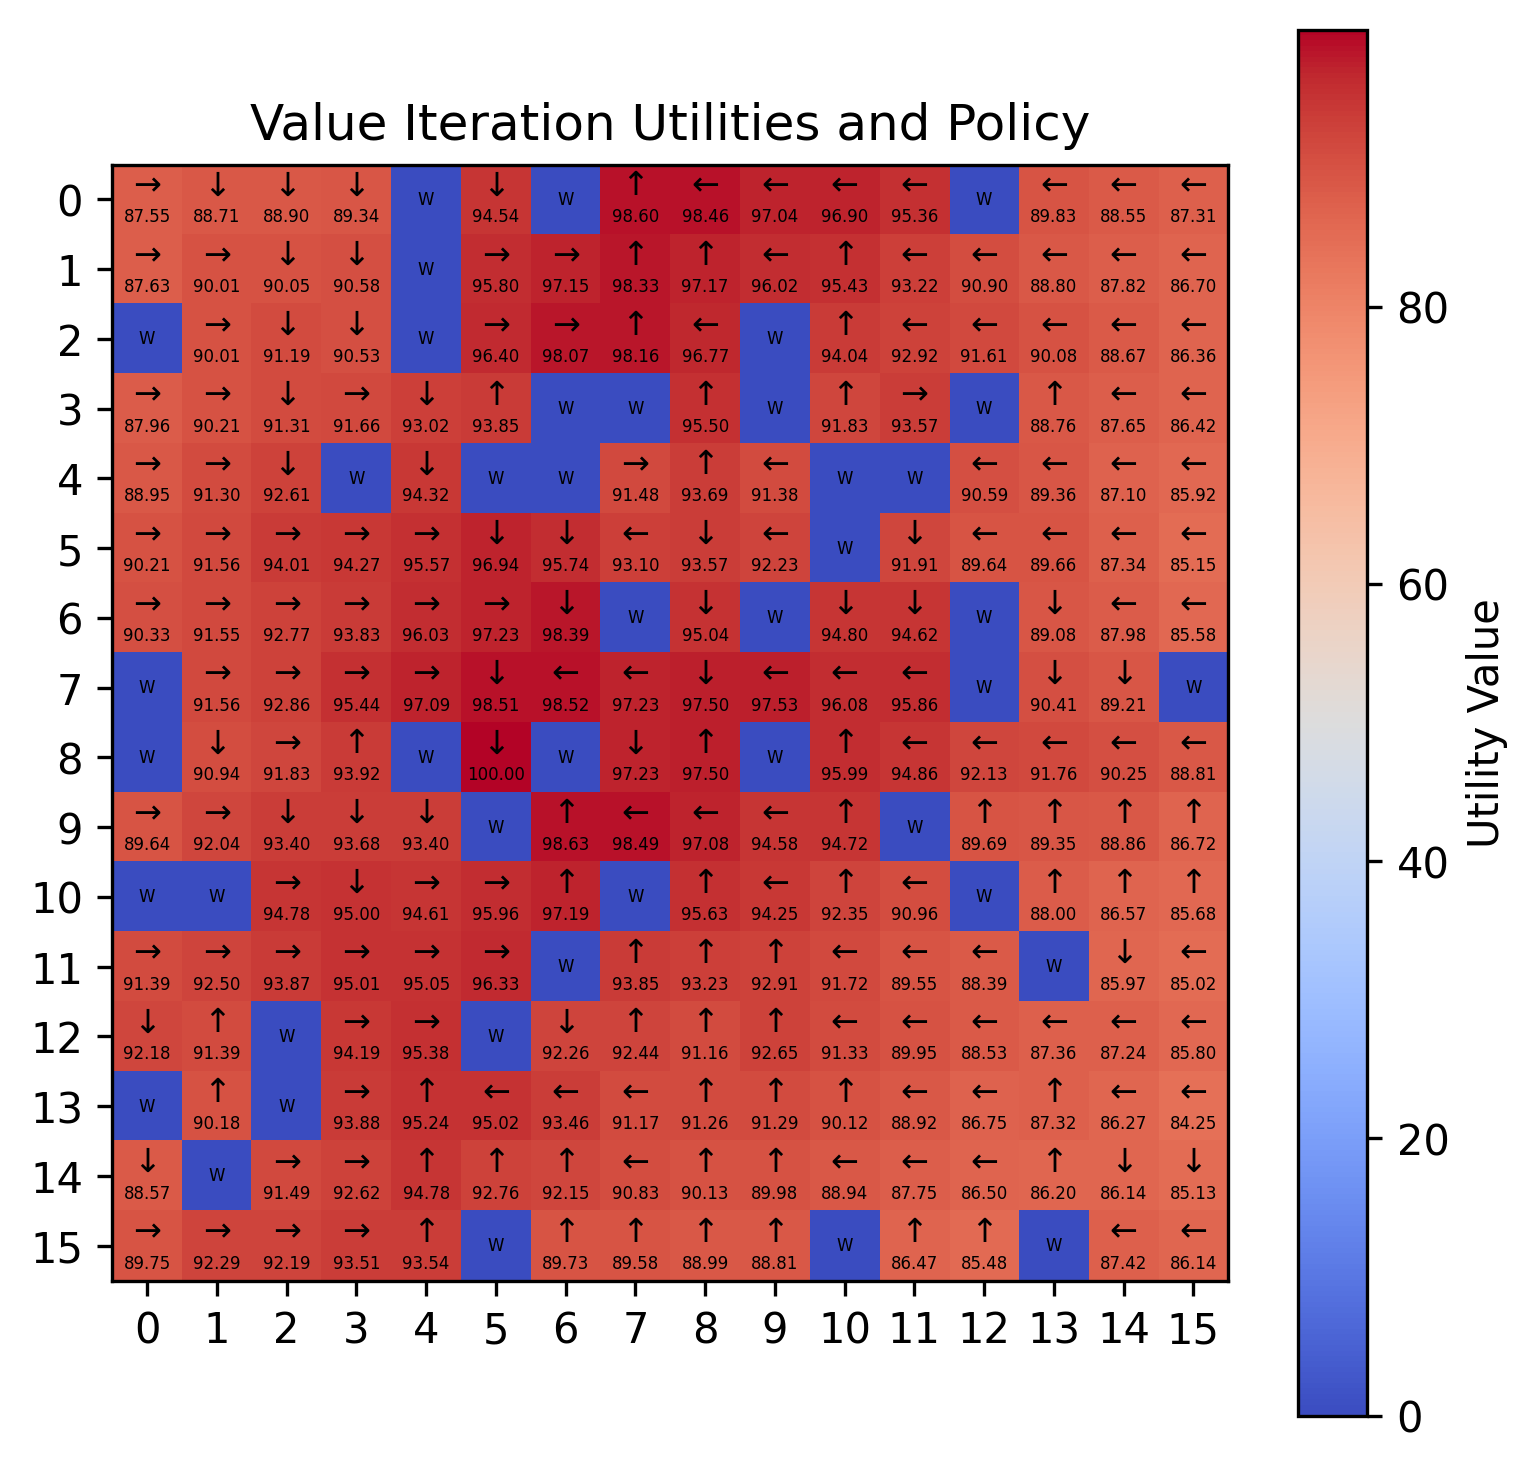 Value Iteration Utilities and Policy
0 → ↓ ↓ ↓ W ↓ W ↑ ← ← ← ← W ← ← ←
87.55 88.71 88.90 89.34 94.54 98.60 98.46 97.04 96.90 95.36 89.83 88.55 87.31
1 → → ↓ ↓ W → → ↑ ↑ ← ↑ ← ← ← ← ←
87.63 90.01 90.05 90.58 95.80 97.15 98.33 97.17 96.02 95.43 93.22 90.90 88.80 87.82 86.70
2 W → ↓ ↓ W → → ↑ ← W ↑ ← ← ← ← ←
90.01 91.19 90.53 96.40 98.07 98.16 96.77 94.04 92.92 91.61 90.08 88.67 86.36
3 → → ↓ → ↓ ↑ W W ↑ W ↑ → W ↑ ← ←
87.96 90.21 91.31 91.66 93.02 93.85 95.50 91.83 93.57 88.76 87.65 86.42
4 → → ↓ W ↓ W W → ↑ ← W W ← ← ← ←
88.95 91.30 92.61 94.32 91.48 93.69 91.38 90.59 89.36 87.10 85.92
5 → → → → → ↓ ↓ ← ↓ ← W ↓ ← ← ← ←
90.21 91.56 94.01 94.27 95.57 96.94 95.74 93.10 93.57 92.23 91.91 89.64 89.66 87.34 85.15
6 → → → → → → ↓ W ↓ W ↓ ↓ W ↓ ← ←
90.33 91.55 92.77 93.83 96.03 97.23 98.39 95.04 94.80 94.62 89.08 87.98 85.58
7 W → → → → ↓ ← ← ↓ ← ← ← W ↓ ↓ W
91.56 92.86 95.44 97.09 98.51 98.52 97.23 97.50 97.53 96.08 95.86 90.41 89.21
8 W ↓ → ↑ W ↓ W ↓ ↑ W ↑ ← ← ← ← ←
90.94 91.83 93.92 100.00 97.23 97.50 95.99 94.86 92.13 91.76 90.25 88.81
9 → → ↓ ↓ ↓ W ↑ ← ← ← ↑ W ↑ ↑ ↑ ↑
89.64 92.04 93.40 93.68 93.40 98.63 98.49 97.08 94.58 94.72 89.69 89.35 88.86 86.72
10 W W → ↓ → → ↑ W ↑ ← ↑ ← W ↑ ↑ ↑
94.78 95.00 94.61 95.96 97.19 95.63 94.25 92.35 90.96 88.00 86.57 85.68
11 → → → → → → W ↑ ↑ ↑ ← ← ← W ↓ ←
91.39 92.50 93.87 95.01 95.05 96.33 93.85 93.23 92.91 91.72 89.55 88.39 85.97 85.02
12 ↓ ↑ W → → W ↓ ↑ ↑ ↑ ← ← ← ← ← ←
92.18 91.39 94.19 95.38 92.26 92.44 91.16 92.65 91.33 89.95 88.53 87.36 87.24 85.80
13 W ↑ W → ↑ ← ← ← ↑ ↑ ↑ ← ← ↑ ← ←
90.18 93.88 95.24 95.02 93.46 91.17 91.26 91.29 90.12 88.92 86.75 87.32 86.27 84.25
14 ↓ W → → ↑ ↑ ↑ ← ↑ ↑ ← ← ← ↑ ↓ ↓
88.57 91.49 92.62 94.78 92.76 92.15 90.83 90.13 89.98 88.94 87.75 86.50 86.20 86.14 85.13
15 → → → → ↑ W ↑ ↑ ↑ ↑ W ↑ ↑ W ← ←
89.75 92.29 92.19 93.51 93.54 89.73 89.58 88.99 88.81 86.47 85.48 87.42 86.14
0 1 2 3 4 5 6 7 8 9 10 11 12 13 14 15
80
60
40
20
0
Utility Value